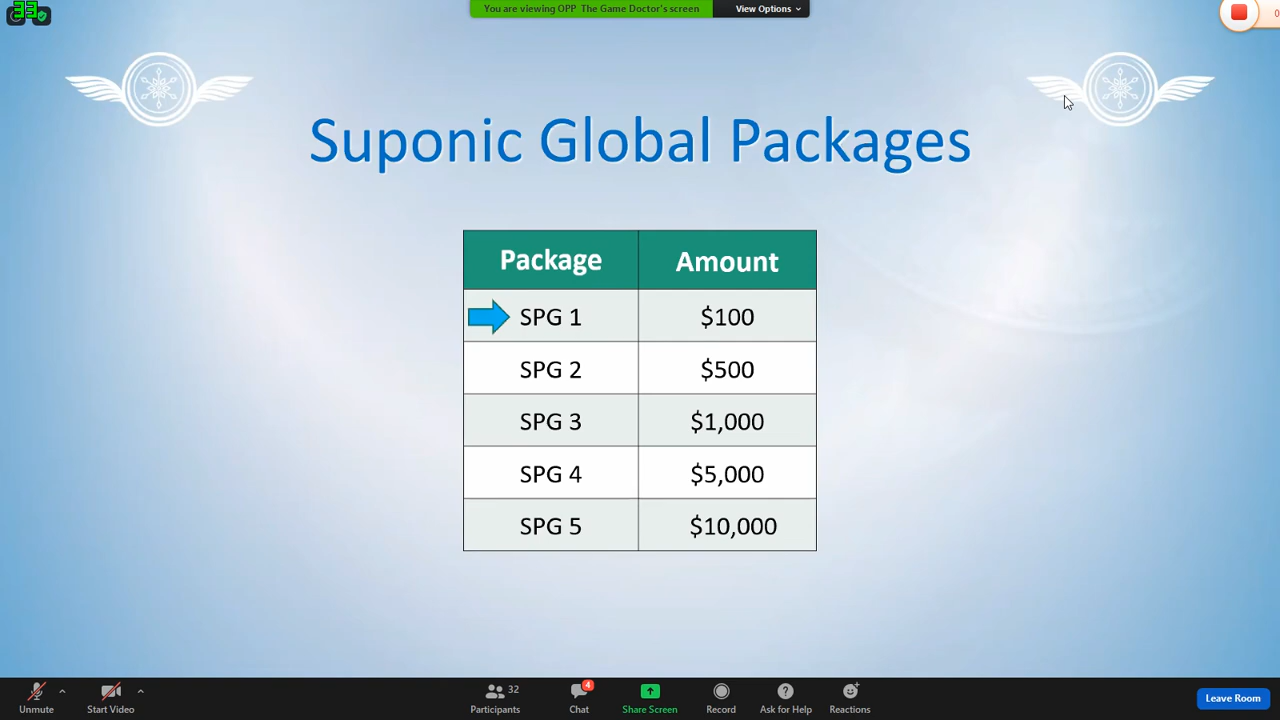 33
You are viewing OPP The Game Doctor's screen
View Options
0
Suponic Global Packages
Package Amount
SPG 1 $100
SPG 2 $500
SPG 3 $1,000
SPG 4 $5,000
SPG 5 $10,000
32
4
Unmute Start Video Participants Chat Share Screen Record Ask for Help Reactions Leave Room